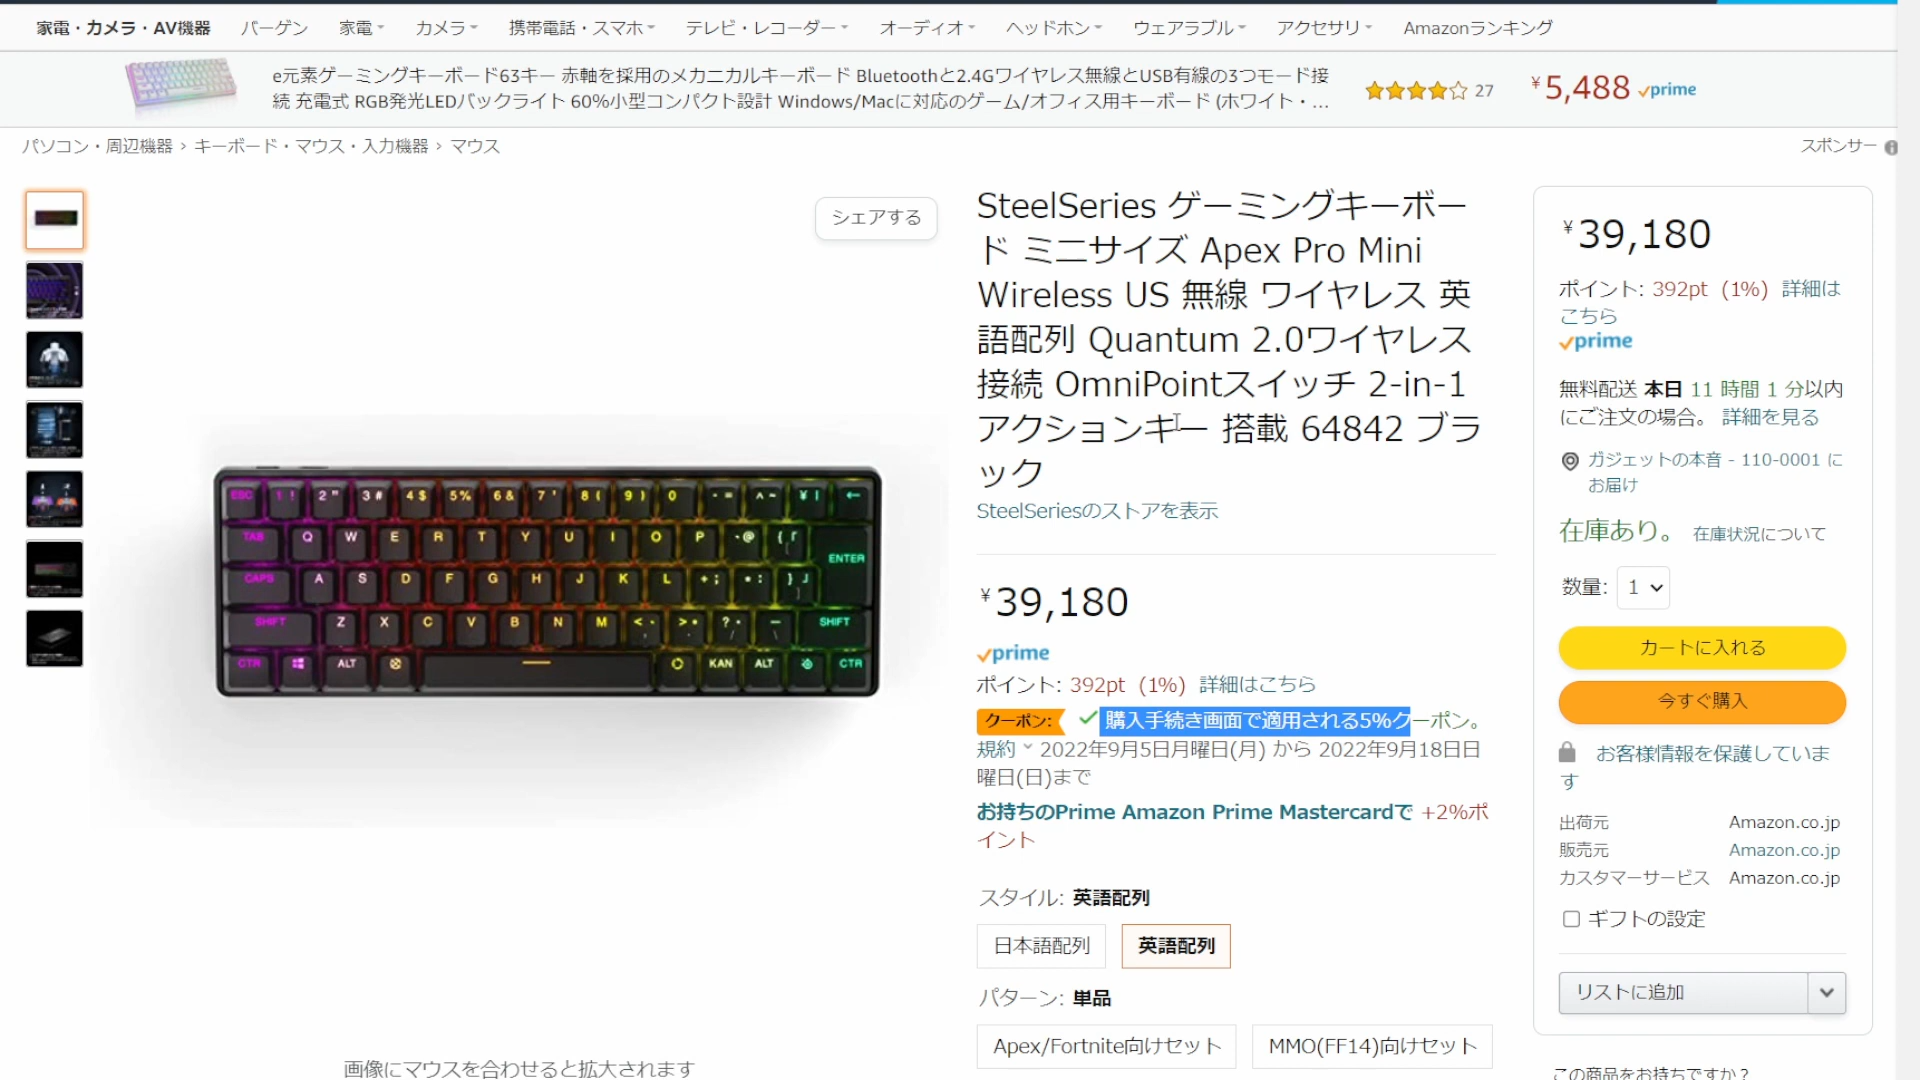 家電・カメラ・AV機器 バーゲン 家電 カメラ 携帯電話・スマホ テレビ・レコーダー オーディオ ヘッドホン ウェアラブル アクセサリ Amazonランキング
e元素ゲーミングキーボード63キー 赤軸を採用のメカニカルキーボード Bluetoothと2.4Gワイヤレス無線とUSB有線の3つモード接
続 充電式 RGB発光LEDバックライト 60%小型コンパクト設計 Windows/Macに対応のゲーム/オフィス用キーボード (ホワイト・...
27
¥5,488 prime
パソコン・周辺機器 › キーボード・マウス・入力機器 › マウス
スポンサー
シェアする
SteelSeries ゲーミングキーボー
ド ミニサイズ Apex Pro Mini
Wireless US 無線 ワイヤレス 英
語配列 Quantum 2.0ワイヤレス
接続 OmniPointスイッチ 2-in-1
アクションキー 搭載 64842 ブラ
ック
SteelSeriesのストアを表示
¥39,180
prime
ポイント: 392pt (1%) 詳細はこちら
クーポン: 購入手続き画面で適用される5%クーポン。
規約 2022年9月5日月曜日(月) から 2022年9月18日日
曜日(日)まで
お持ちのPrime Amazon Prime Mastercardで +2%ポ
イント
スタイル: 英語配列
日本語配列 英語配列
パターン: 単品
Apex/Fortnite向けセット MMO(FF14)向けセット
¥39,180
ポイント: 392pt (1%) 詳細は
こちら
prime
無料配送 本日 11 時間 1 分以内
にご注文の場合。 詳細を見る
ガジェットの本音 - 110-0001 に
お届け
在庫あり。 在庫状況について
数量: 1
カートに入れる
今すぐ購入
お客様情報を保護していま
す
出荷元 Amazon.co.jp
販売元 Amazon.co.jp
カスタマーサービス Amazon.co.jp
ギフトの設定
リストに追加
この商品をお持ちですか？
ESC 1 ! 2 " 3 # 4 $ 5 % 6 & 7 ' 8 ( 9 ) 0 - = ^ ~ ¥ | ←
TAB Q W E R T Y U I O P @ { 「
ENTER
CAPS A S D F G H J K L + ; * : } 」
SHIFT Z X C V B N M < , > . ? / SHIFT
CTR ALT KAN ALT CTR
画像にマウスを合わせると拡大されます